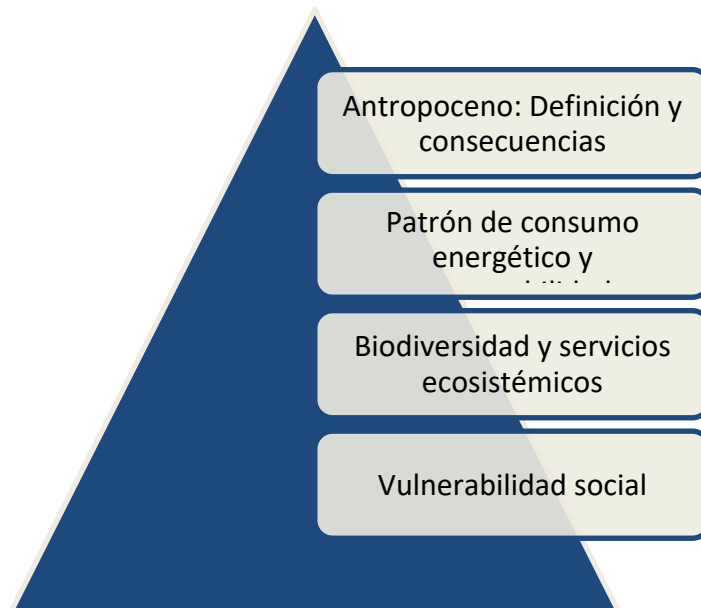 Antropoceno: Definición y
consecuencias
Patrón de consumo
energético y
Biodiversidad y servicios
ecosistémicos
Vulnerabilidad social